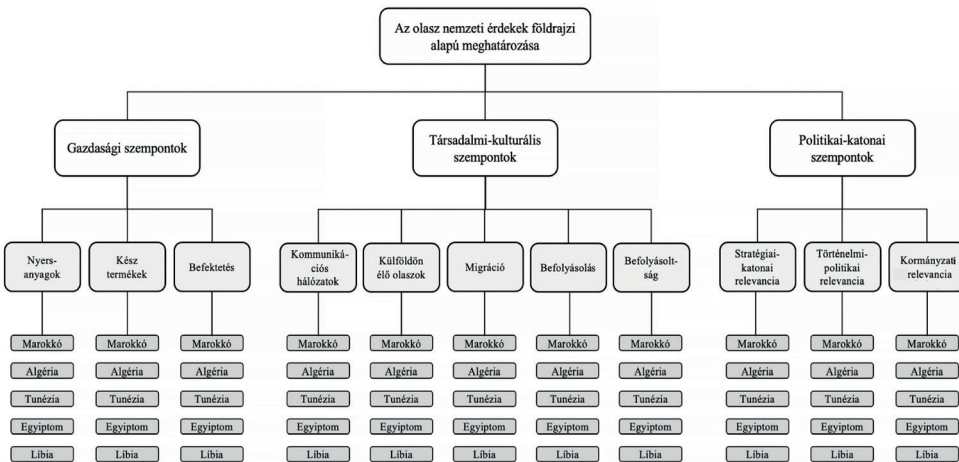 Az olasz nemzeti érdekek földrajzi
alapú meghatározása
Gazdasági szempontok
Társadalmi-kulturális
szempontok
Politikai-katonai
szempontok
Nyers-
anyagok
Kész
termékek
Befektetés
Kommuniká-
ciós
hálózatok
Külföldön
élő olaszok
Migráció
Befolyásolás
Befolyásolt-
ság
Stratégiai-
katonai
relevancia
Történelmi-
politikai
relevancia
Kormányzati
relevancia
Marokkó Marokkó Marokkó Marokkó Marokkó Marokkó Marokkó Marokkó Marokkó Marokkó Marokkó
Algéria Algéria Algéria Algéria Algéria Algéria Algéria Algéria Algéria Algéria Algéria
Tunézia Tunézia Tunézia Tunézia Tunézia Tunézia Tunézia Tunézia Tunézia Tunézia Tunézia
Egyiptom Egyiptom Egyiptom Egyiptom Egyiptom Egyiptom Egyiptom Egyiptom Egyiptom Egyiptom Egyiptom
Líbia Líbia Líbia Líbia Líbia Líbia Líbia Líbia Líbia Líbia Líbia